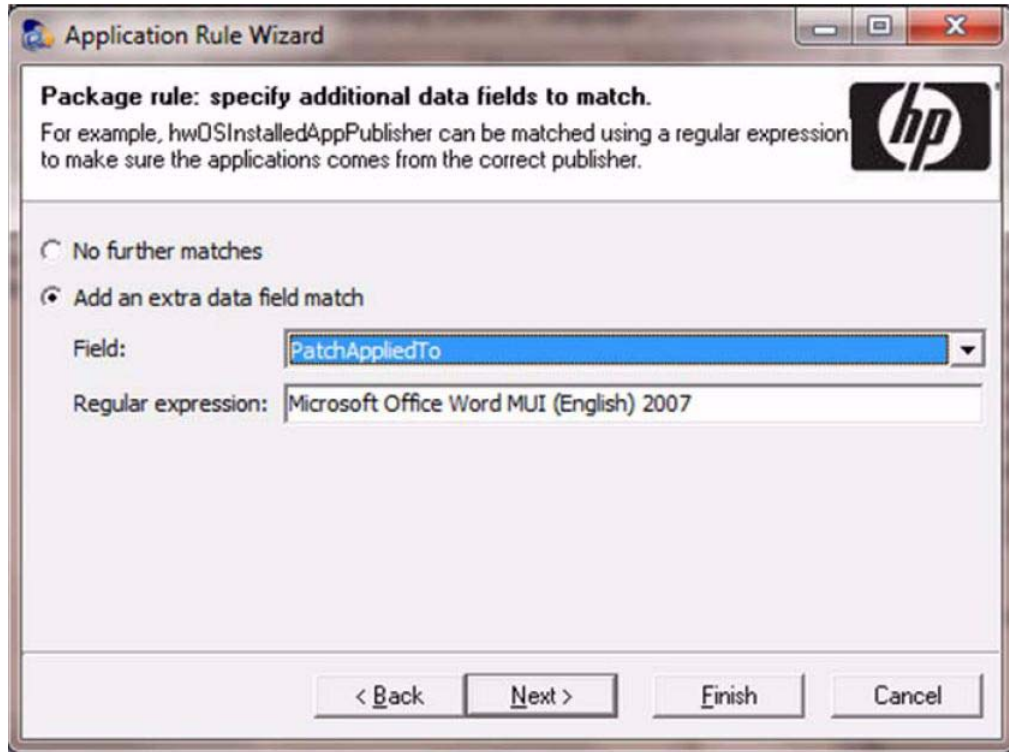 Application Rule Wizard
Package rule: specify additional data fields to match.
For example, hwOSInstalledAppPublisher can be matched using a regular expression
to make sure the applications comes from the correct publisher.
hp
No further matches
Add an extra data field match
Field: PatchAppliedTo
Regular expression: Microsoft Office Word MUI (English) 2007
< Back Next > Finish Cancel